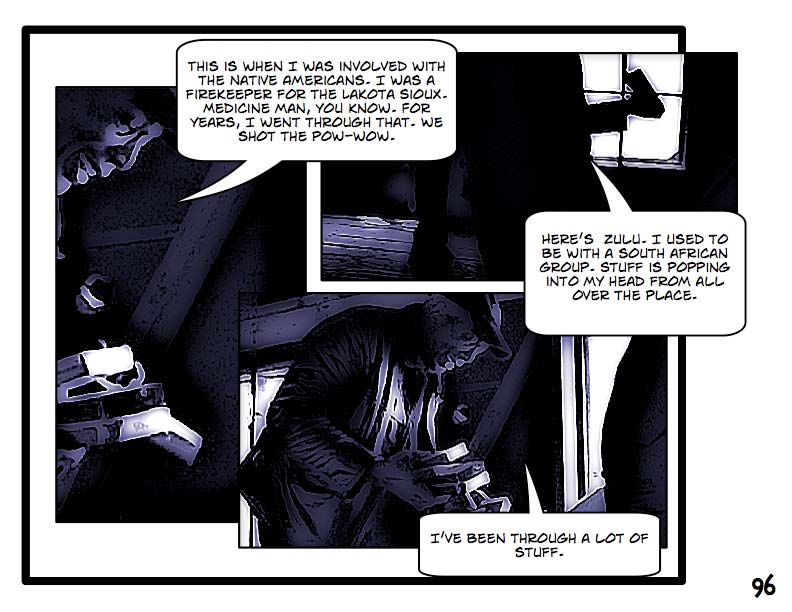 THIS IS WHEN I WAS INVOLVED WITH
THE NATIVE AMERICANS. I WAS A
FIREKEEPER FOR THE LAKOTA SIOUX.
MEDICINE MAN, YOU KNOW. FOR
YEARS, I WENT THROUGH THAT. WE
SHOT THE POW-WOW.
HERE'S ZULU. I USED TO
BE WITH A SOUTH AFRICAN
GROUP. STUFF IS POPPING
INTO MY HEAD FROM ALL
OVER THE PLACE.
I'VE BEEN THROUGH A LOT OF
STUFF.
96